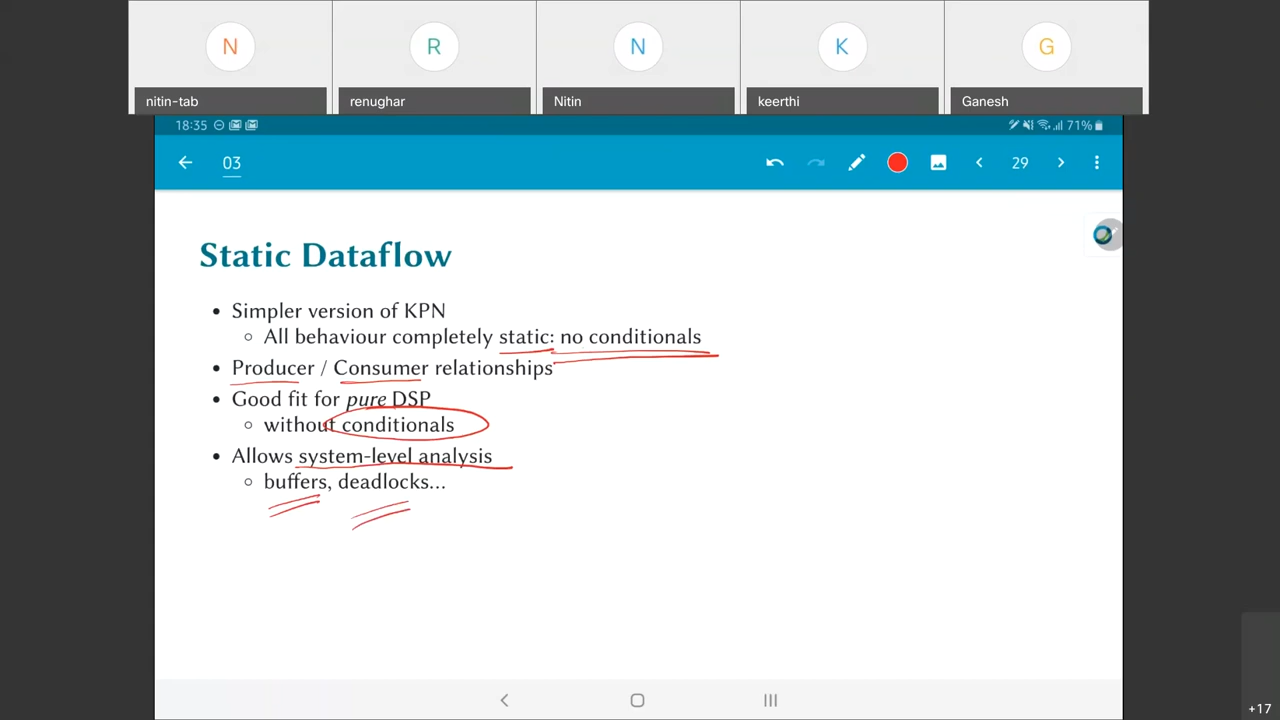 N R N K G
nitin-tab renughar Nitin keerthi Ganesh
18:35 71%
03 29
Static Dataflow
• Simpler version of KPN
○ All behaviour completely static: no conditionals
• Producer / Consumer relationships
• Good fit for pure DSP
○ without conditionals
• Allows system-level analysis
○ buffers, deadlocks...
+17